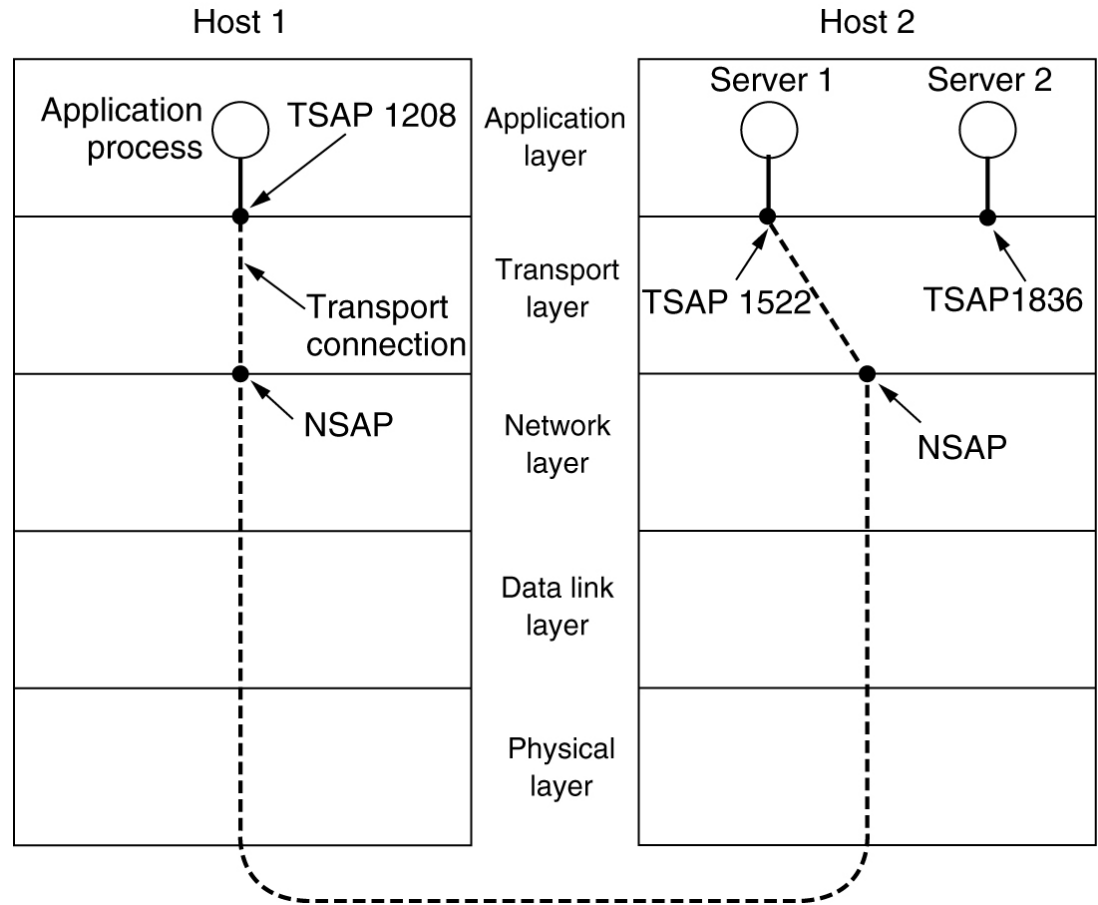 Host 1
Host 2
Application
process
TSAP 1208
Application
layer
Server 1
Server 2
Transport
connection
Transport
layer
TSAP 1522
TSAP1836
NSAP
Network
layer
NSAP
Data link
layer
Physical
layer